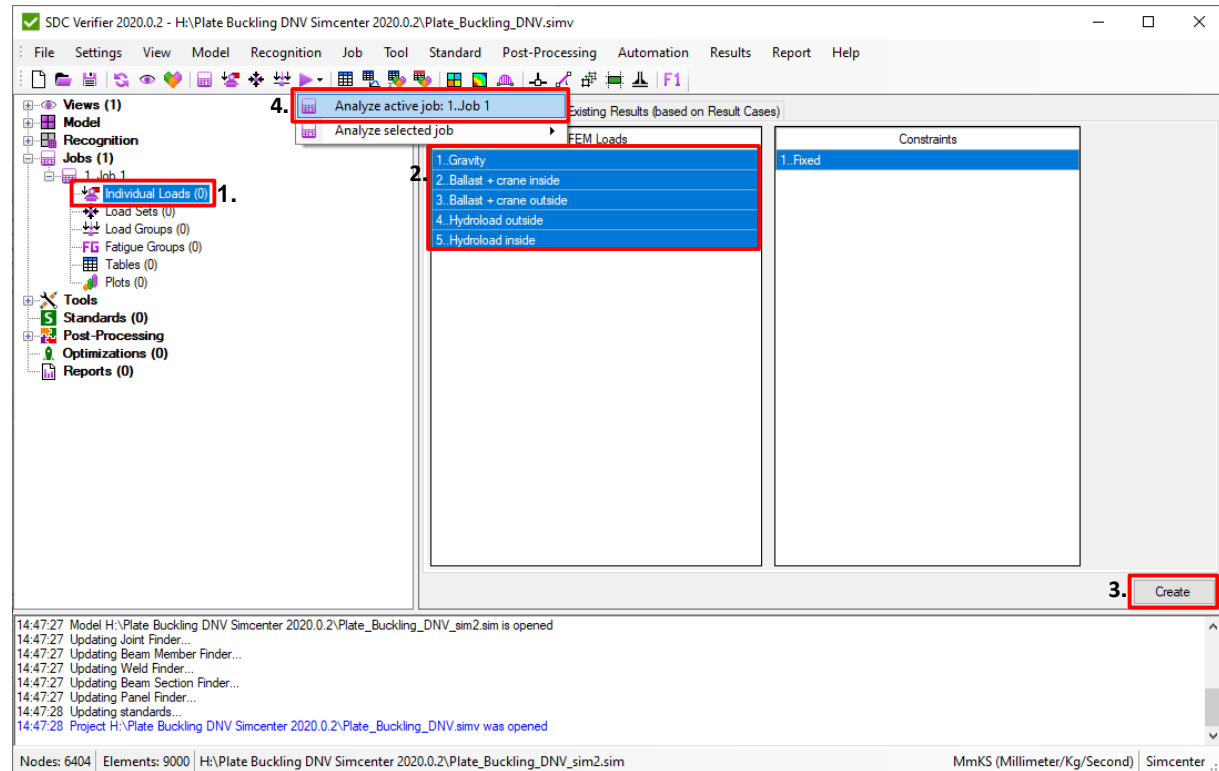 SDC Verifier 2020.0.2 - H:\Plate Buckling DNV Simcenter 2020.0.2\Plate_Buckling_DNV.simv
File Settings View Model Recognition Job Tool Standard Post-Processing Automation Results Report Help
F1
Views (1)
Model
Recognition
Jobs (1)
1..Job 1
Individual Loads (0)
1.
Load Sets (0)
Load Groups (0)
FG Fatigue Groups (0)
Tables (0)
Plots (0)
Tools
S Standards (0)
Post-Processing
Optimizations (0)
Reports (0)
4.
Analyze active job: 1..Job 1
Analyze selected job
Existing Results (based on Result Cases)
FEM Loads
2.
1..Gravity
2..Ballast + crane inside
3..Ballast + crane outside
4..Hydroload outside
5..Hydroload inside
Constraints
1..Fixed
3.
Create
14:47:27 Model H:\Plate Buckling DNV Simcenter 2020.0.2\Plate_Buckling_DNV_sim2.sim is opened
14:47:27 Updating Joint Finder...
14:47:27 Updating Beam Member Finder...
14:47:27 Updating Weld Finder...
14:47:27 Updating Beam Section Finder...
14:47:27 Updating Panel Finder...
14:47:28 Updating standards...
14:47:28 Project H:\Plate Buckling DNV Simcenter 2020.0.2\Plate_Buckling_DNV.simv was opened
Nodes: 6404 Elements: 9000 H:\Plate Buckling DNV Simcenter 2020.0.2\Plate_Buckling_DNV_sim2.sim MmKS (Millimeter/Kg/Second) Simcenter